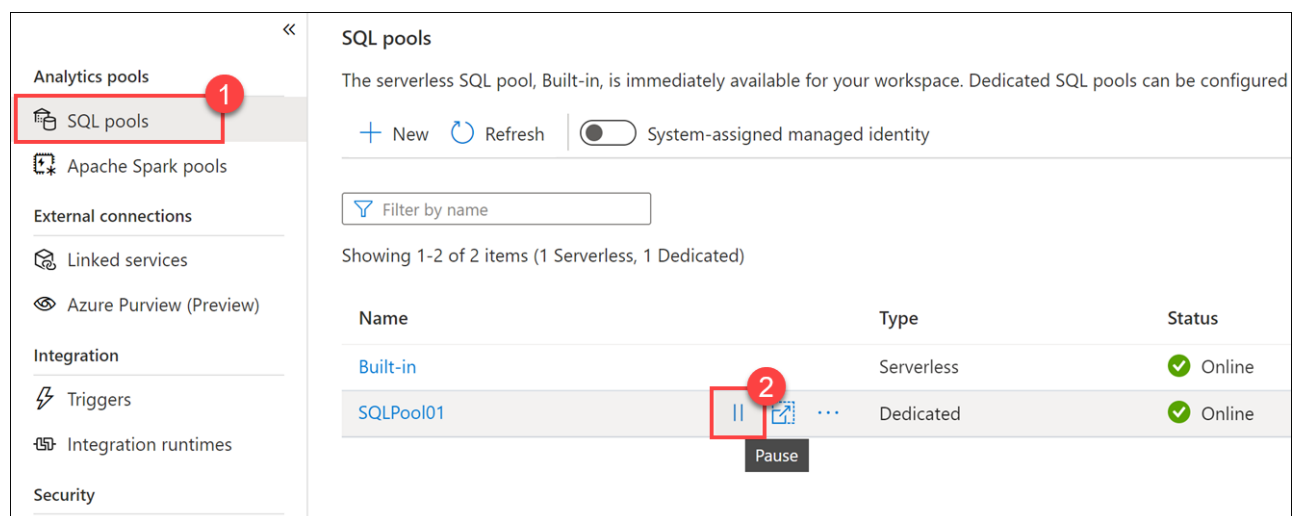 «
Analytics pools
1
SQL pools
Apache Spark pools
External connections
Linked services
Azure Purview (Preview)
Integration
Triggers
Integration runtimes
Security
SQL pools
The serverless SQL pool, Built-in, is immediately available for your workspace. Dedicated SQL pools can be configured
New Refresh System-assigned managed identity
Filter by name
Showing 1-2 of 2 items (1 Serverless, 1 Dedicated)
Name Type Status
Built-in Serverless Online
2
SQLPool01 ··· Dedicated Online
Pause